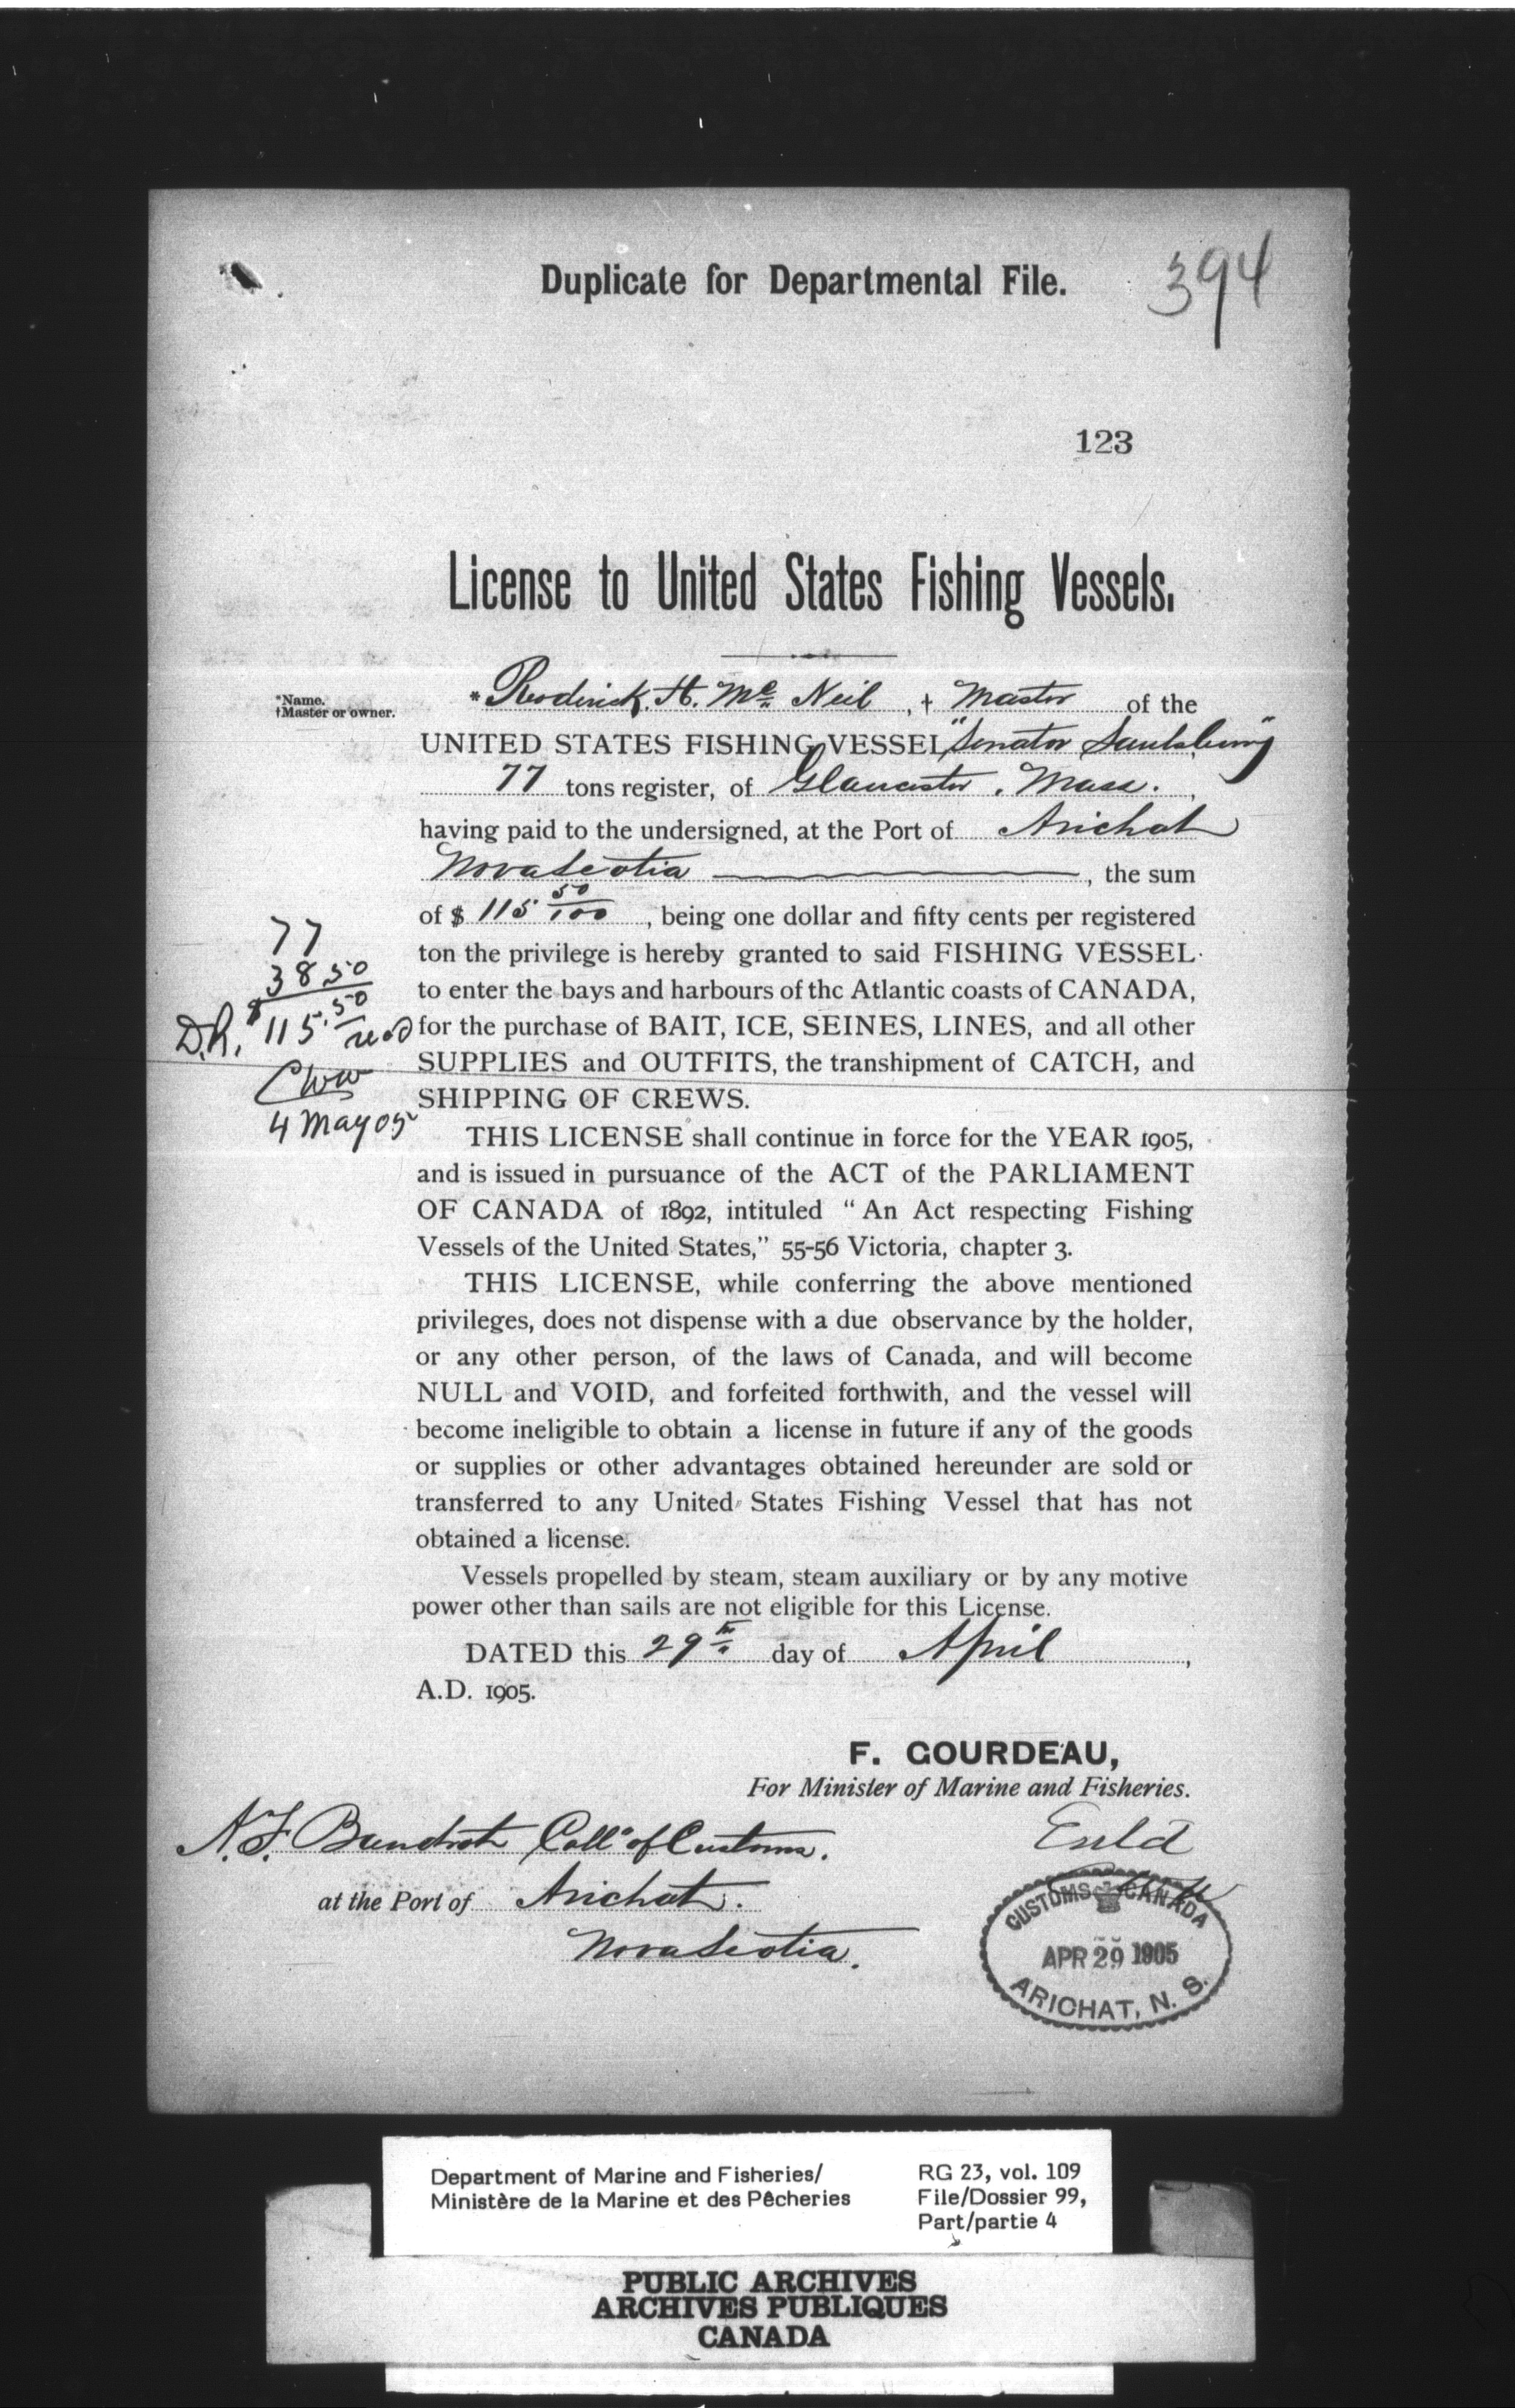 Duplicate for Departmental File.
394
123
License to United States Fishing Vessels.
*Name.
†Master or owner.
* Roderick. H. Mc Neil, † Master of the
UNITED STATES FISHING VESSEL "Senator Saulsbury"
77 tons register, of Gloucester, Mass.,
having paid to the undersigned, at the Port of Arichat
Nova Scotia, the sum
of $ 115 50/100, being one dollar and fifty cents per registered
ton the privilege is hereby granted to said FISHING VESSEL
to enter the bays and harbours of the Atlantic coasts of CANADA,
for the purchase of BAIT, ICE, SEINES, LINES, and all other
SUPPLIES and OUTFITS, the transhipment of CATCH, and
SHIPPING OF CREWS.
77
38.50
D.R. $115.50 recd
4 May 05
THIS LICENSE shall continue in force for the YEAR 1905,
and is issued in pursuance of the ACT of the PARLIAMENT
OF CANADA of 1892, intituled "An Act respecting Fishing
Vessels of the United States," 55-56 Victoria, chapter 3.
THIS LICENSE, while conferring the above mentioned
privileges, does not dispense with a due observance by the holder,
or any other person, of the laws of Canada, and will become
NULL and VOID, and forfeited forthwith, and the vessel will
become ineligible to obtain a license in future if any of the goods
or supplies or other advantages obtained hereunder are sold or
transferred to any United States Fishing Vessel that has not
obtained a license.
Vessels propelled by steam, steam auxiliary or by any motive
power other than sails are not eligible for this License.
DATED this 29th day of April,
A.D. 1905.
F. GOURDEAU,
For Minister of Marine and Fisheries.
Coll. of Customs.
Entd
at the Port of Arichat.
Nova Scotia.
CUSTOMS CANADA
APR 29 1905
ARICHAT, N. S.
Department of Marine and Fisheries/
Ministère de la Marine et des Pêcheries
RG 23, vol. 109
File/Dossier 99,
Part/partie 4
PUBLIC ARCHIVES
ARCHIVES PUBLIQUES
CANADA